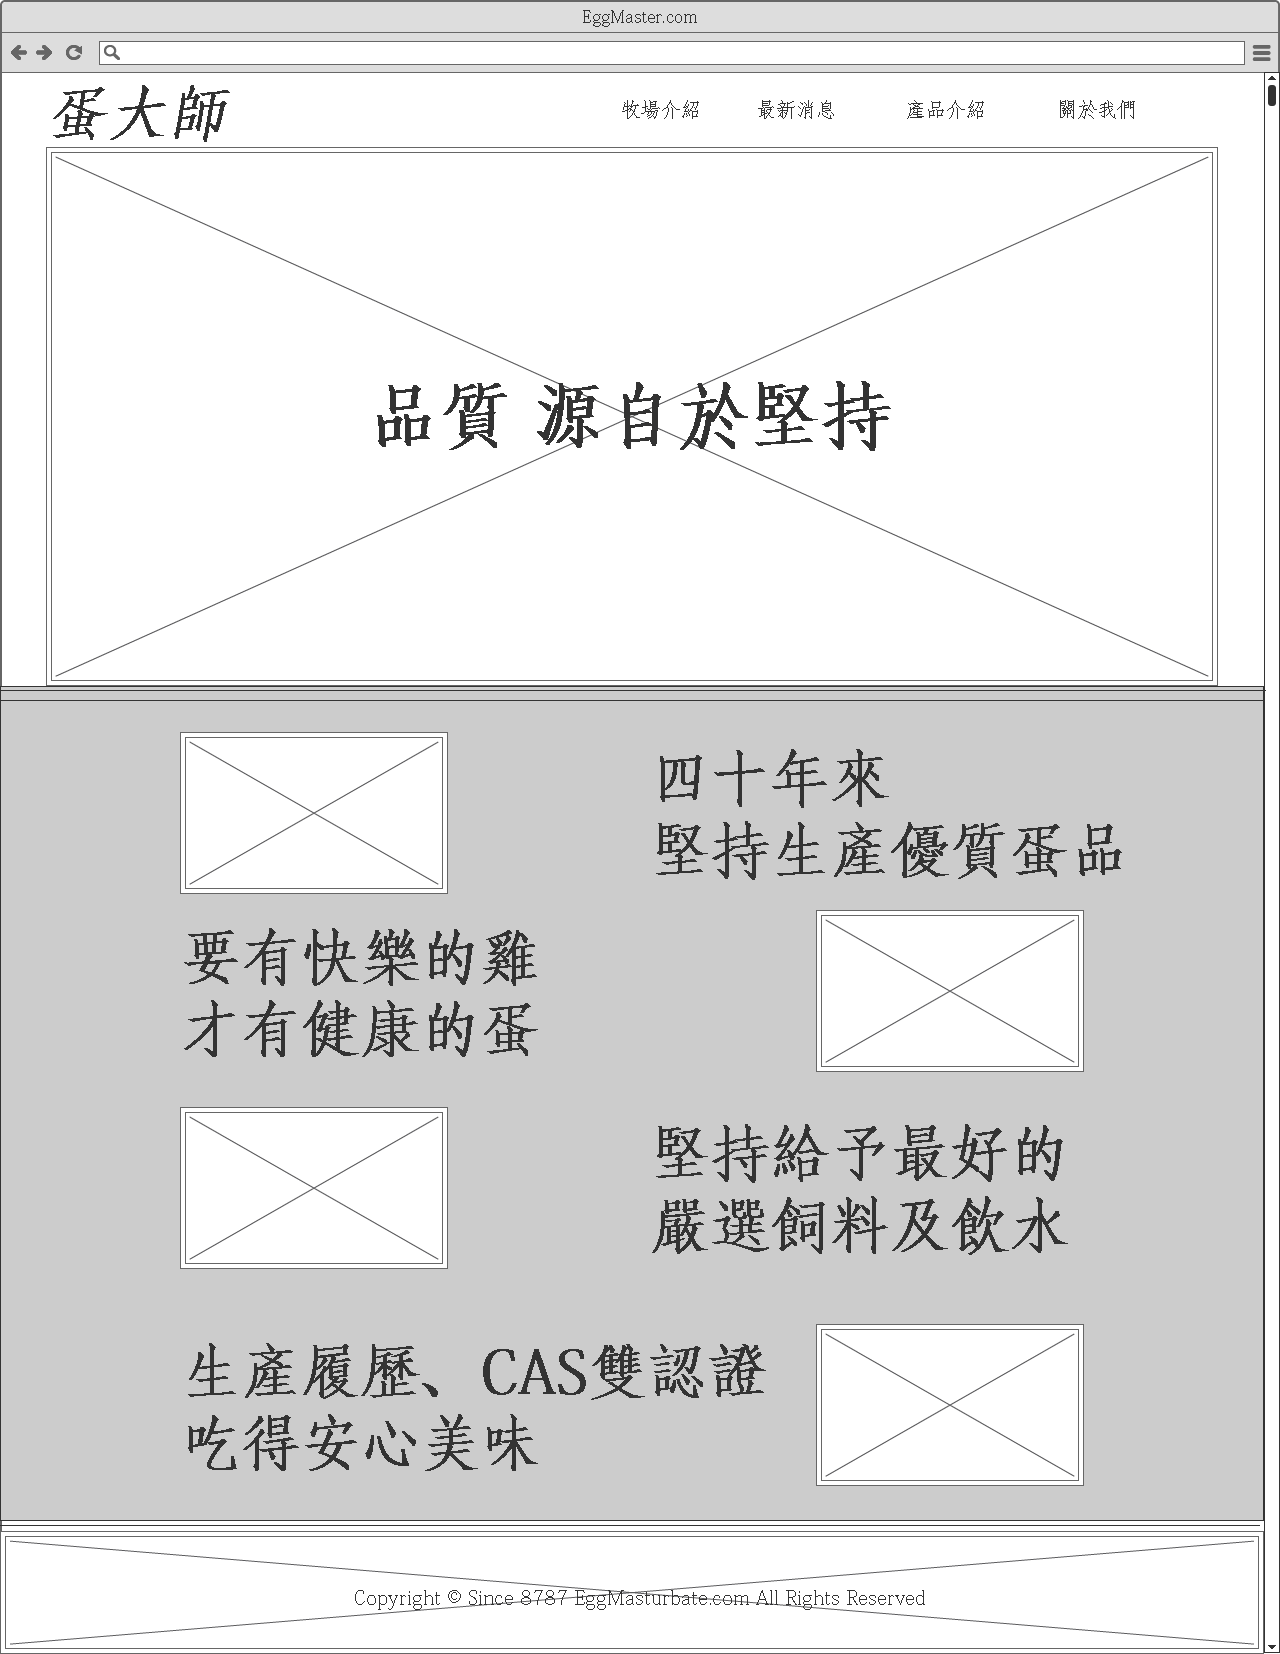 EggMaster.com
蛋大師
牧場介紹 最新消息 產品介紹 關於我們
品質 源自於堅持
四十年來
堅持生產優質蛋品
要有快樂的雞
才有健康的蛋
堅持給予最好的
嚴選飼料及飲水
生產履歷、CAS雙認證
吃得安心美味
Copyright © Since 8787 EggMasturbate.com All Rights Reserved